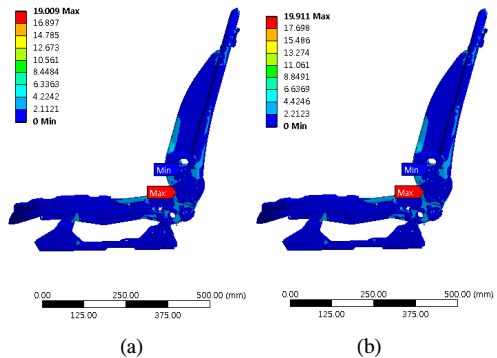 19.009 Max
16.897
14.785
12.673
10.561
8.4484
6.3363
4.2242
2.1121
0 Min
Min
Max
0.00 250.00 500.00 (mm)
125.00 375.00
(a)
19.911 Max
17.698
15.486
13.274
11.061
8.8491
6.6369
4.4246
2.2123
0 Min
Min
Max
0.00 250.00 500.00 (mm)
125.00 375.00
(b)